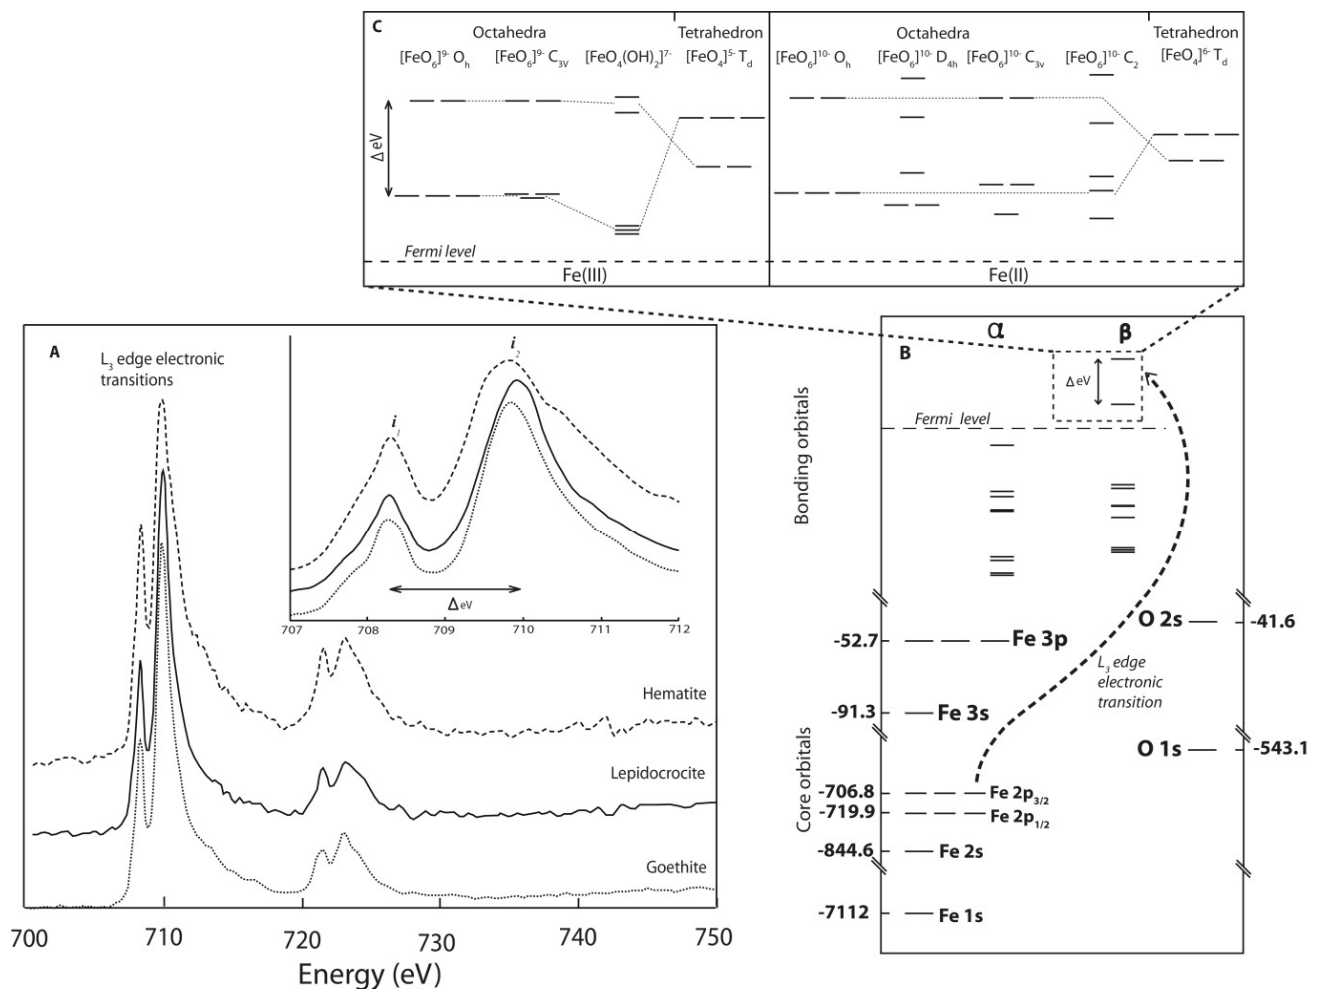 C
Octahedra
Tetrahedron
Octahedra
Tetrahedron
[FeO6]9- Oh
[FeO6]9- C3V
[FeO4(OH)2]7-
[FeO4]5- Td
[FeO6]10- Oh
[FeO6]10- D4h
[FeO6]10- C3v
[FeO6]10- C2
[FeO4]6- Td
Δ eV
Fermi level
Fe(III)
Fe(II)
A
L3 edge electronic
transitions
i1
i2
Δ eV
707 708 709 710 711 712
Hematite
Lepidocrocite
Goethite
700 710 720 730 740 750
Energy (eV)
B
α
β
Δ eV
Fermi level
Bonding orbitals
Core orbitals
O 2s
-41.6
-52.7
Fe 3p
L3 edge
electronic
transition
-91.3
Fe 3s
O 1s
-543.1
-706.8
Fe 2p3/2
-719.9
Fe 2p1/2
-844.6
Fe 2s
-7112
Fe 1s